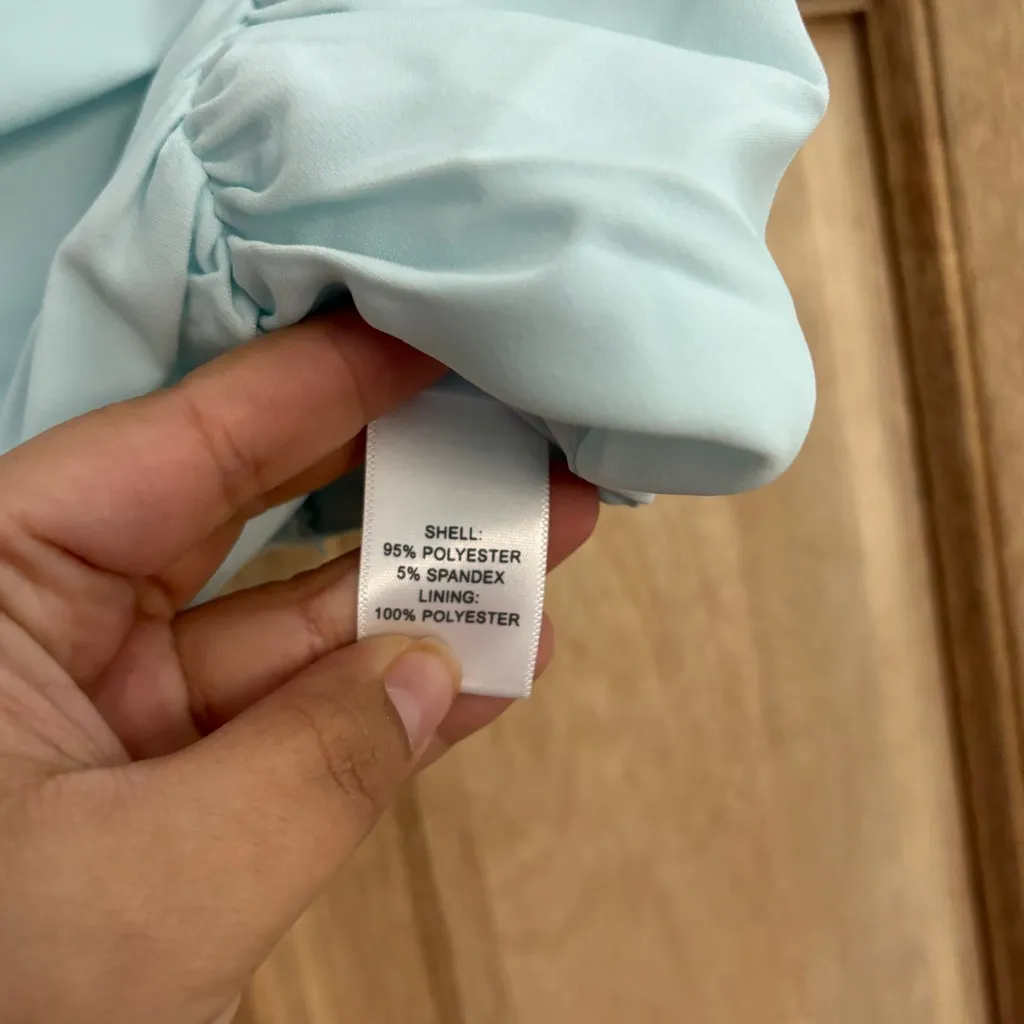 SHELL:
95% POLYESTER
5% SPANDEX
LINING:
100% POLYESTER